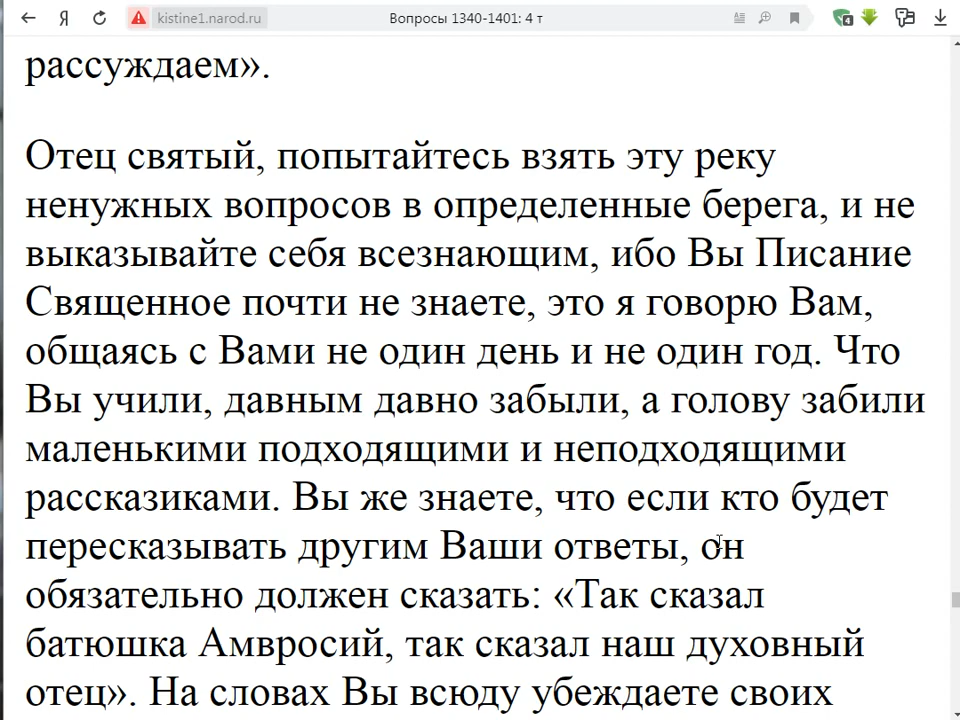 kistine1.narod.ru
Вопросы 1340-1401: 4 т
4
рассуждаем».
Отец святый, попытайтесь взять эту реку
ненужных вопросов в определенные берега, и не
выказывайте себя всезнающим, ибо Вы Писание
Священное почти не знаете, это я говорю Вам,
общаясь с Вами не один день и не один год. Что
Вы учили, давным давно забыли, а голову забили
маленькими подходящими и неподходящими
рассказиками. Вы же знаете, что если кто будет
пересказывать другим Ваши ответы, он
обязательно должен сказать: «Так сказал
батюшка Амвросий, так сказал наш духовный
отец». На словах Вы всюду убеждаете своих